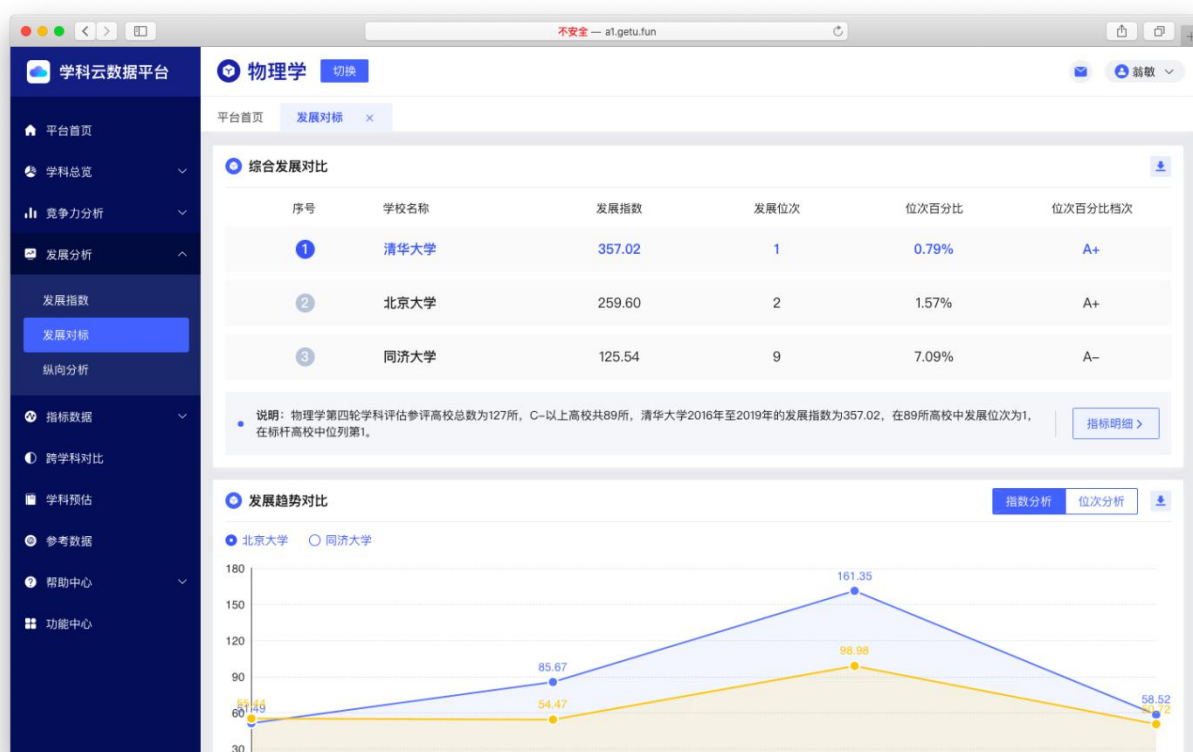 不安全 — a1.getu.fun
学科云数据平台
物理学 切换
翁敏
平台首页 发展对标 ×
平台首页
学科总览
竞争力分析
发展分析
发展指数
发展对标
纵向分析
指标数据
跨学科对比
学科预估
参考数据
帮助中心
功能中心
综合发展对比
序号 学校名称 发展指数 发展位次 位次百分比 位次百分比档次
1 清华大学 357.02 1 0.79% A+
2 北京大学 259.60 2 1.57% A+
3 同济大学 125.54 9 7.09% A-
说明：物理学第四轮学科评估参评高校总数为127所，C-以上高校共89所，清华大学2016年至2019年的发展指数为357.02，在89所高校中发展位次为1，
在标杆高校中位列第1。
指标明细 >
发展趋势对比
指数分析 位次分析
北京大学 同济大学
180
161.35
150
120
98.98
90
85.67
60
54.47
58.52
30